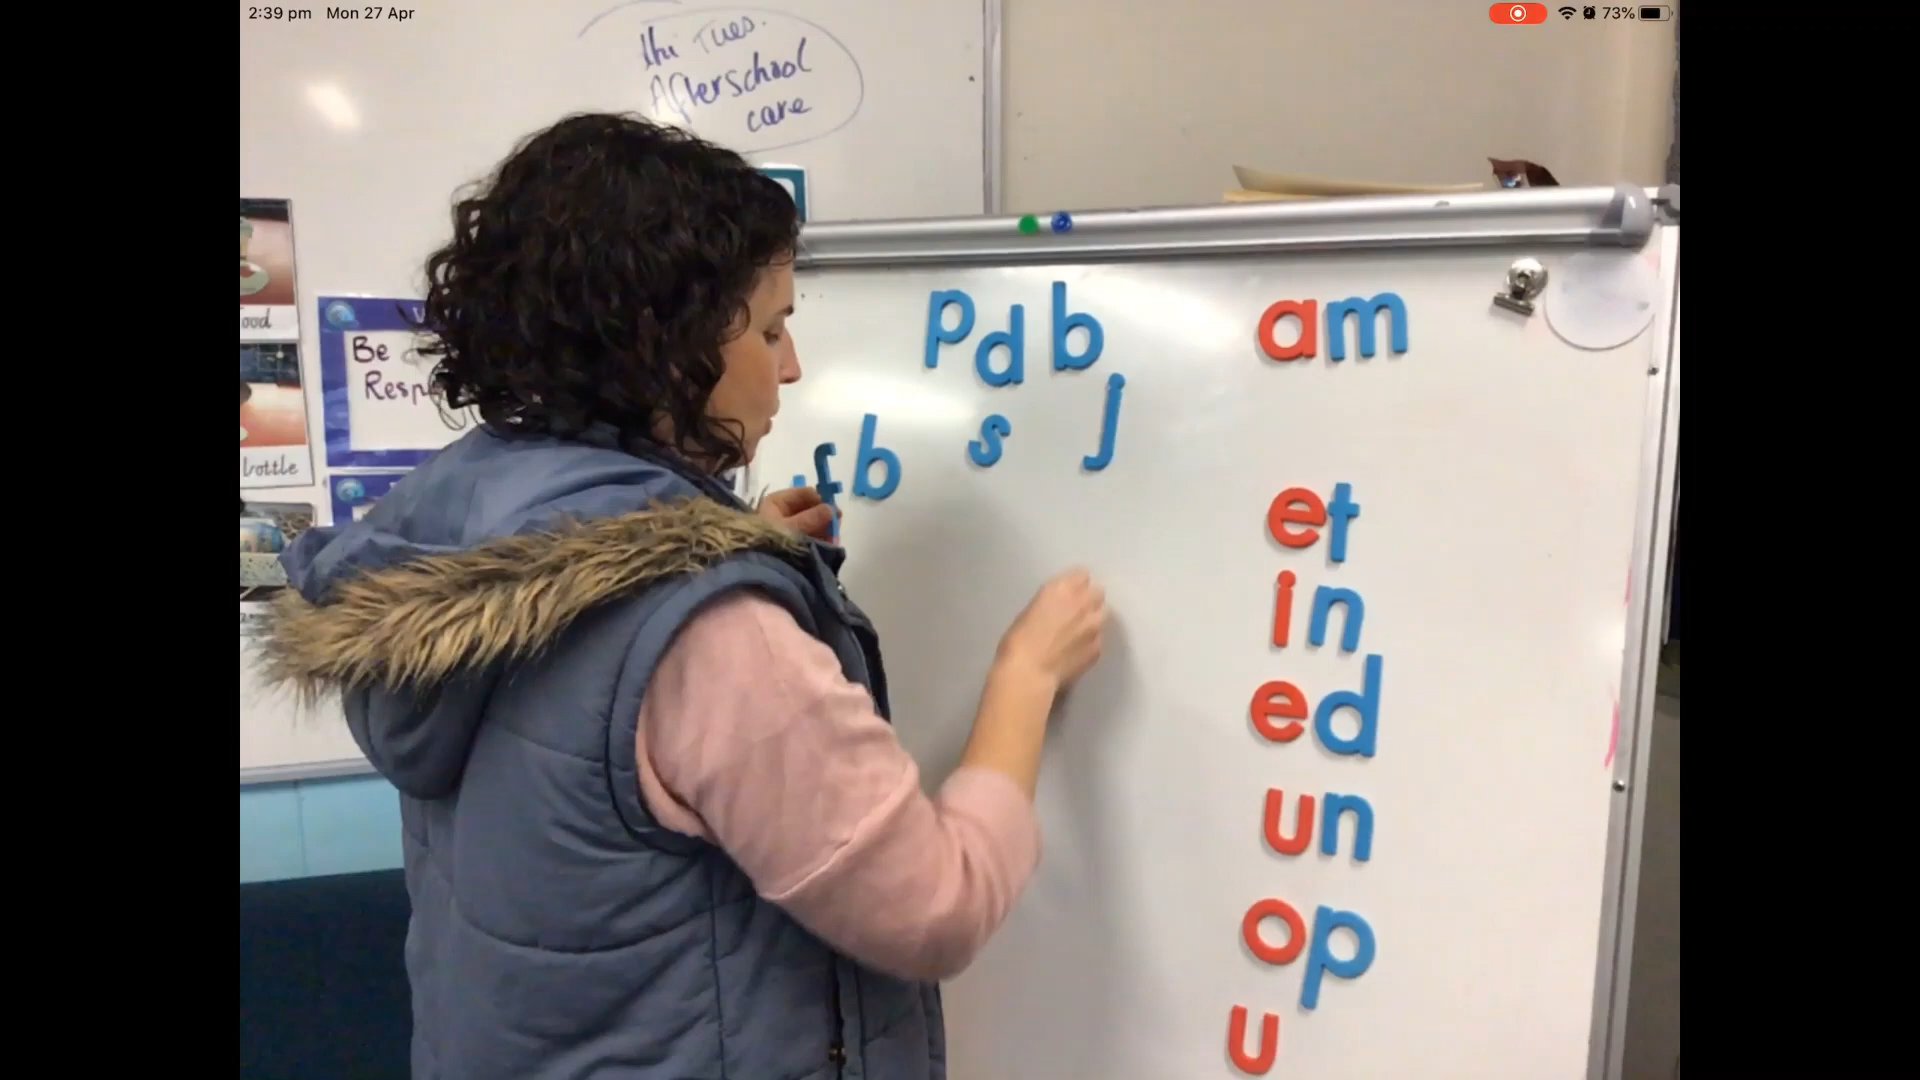 2:39 pm Mon 27 Apr
73%
thi Tues.
Afterschool
care
ood
bottle
Be
Resp
p d b
s j
f b
am
et
in
ed
un
op
u